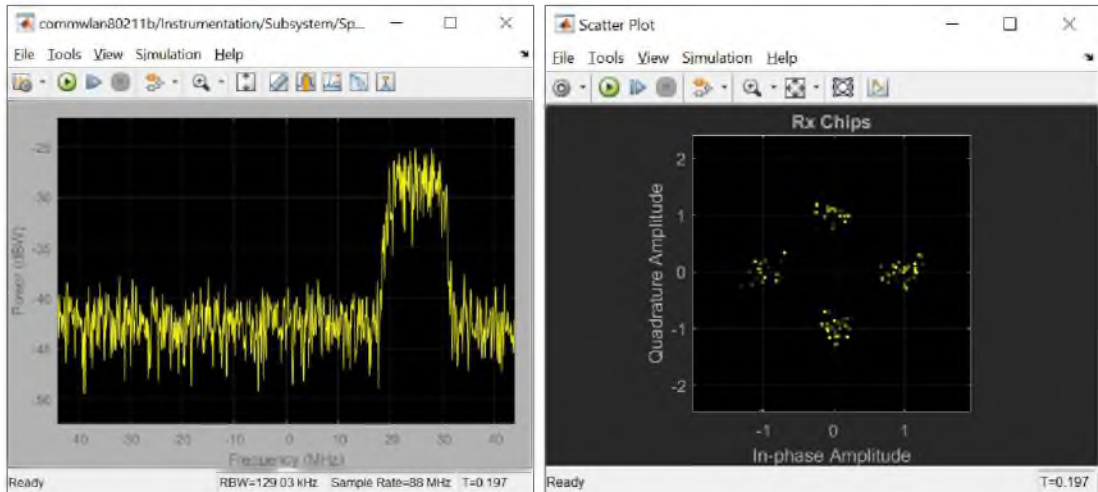 commwlan80211b/Instrumentation/Subsystem/Sp...
File Tools View Simulation Help
-25
-30
-35
-40
-45
-50
Power (dBW)
40 -30 -20 -10 0 10 20 30 40
Frequency (MHz)
Ready RBW=129.03 kHz Sample Rate=88 MHz T=0.197
Scatter Plot
File Tools View Simulation Help
Rx Chips
2
1
0
-1
-2
Quadrature Amplitude
-1 0 1
In-phase Amplitude
Ready T=0.197